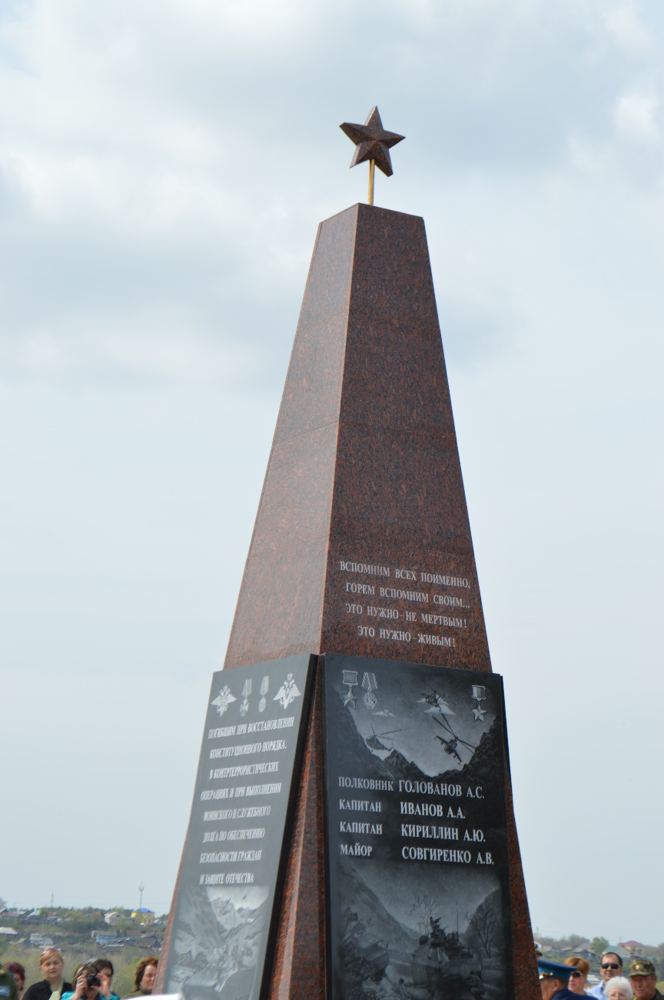 ВСПОМНИМ ВСЕХ ПОИМЕННО,
ГОРЕМ ВСПОМНИМ СВОИМ...
ЭТО НУЖНО-НЕ МЕРТВЫМ!
ЭТО НУЖНО-ЖИВЫМ!
ПОГИБШИМ ПРИ ВОССТАНОВЛЕНИИ
КОНСТИТУЦИОННОГО ПОРЯДКА,
В КОНТРТЕРРОРИСТИЧЕСКИХ
ОПЕРАЦИЯХ И ПРИ ВЫПОЛНЕНИИ
ВОИНСКОГО И СЛУЖЕБНОГО
ДОЛГА ПО ОБЕСПЕЧЕНИЮ
БЕЗОПАСНОСТИ ГРАЖДАН
И ЗАЩИТЕ ОТЕЧЕСТВА
ПОЛКОВНИК ГОЛОВАНОВ А.С.
КАПИТАН ИВАНОВ А.А.
КАПИТАН КИРИЛЛИН А.Ю.
МАЙОР СОВГИРЕНКО А.В.